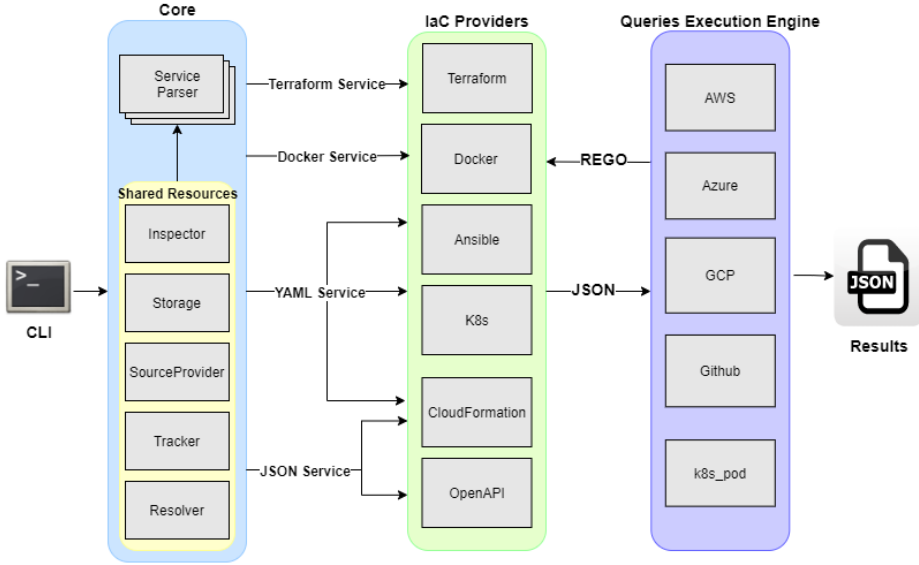 Core
IaC Providers
Queries Execution Engine
Service
Parser
Terraform Service
Terraform
AWS
Docker Service
Docker
REGO
Azure
Shared Resources
Inspector
Ansible
GCP
>_
CLI
Storage
YAML Service
K8s
JSON
JSON
Results
SourceProvider
Github
CloudFormation
Tracker
JSON Service
k8s_pod
OpenAPI
Resolver